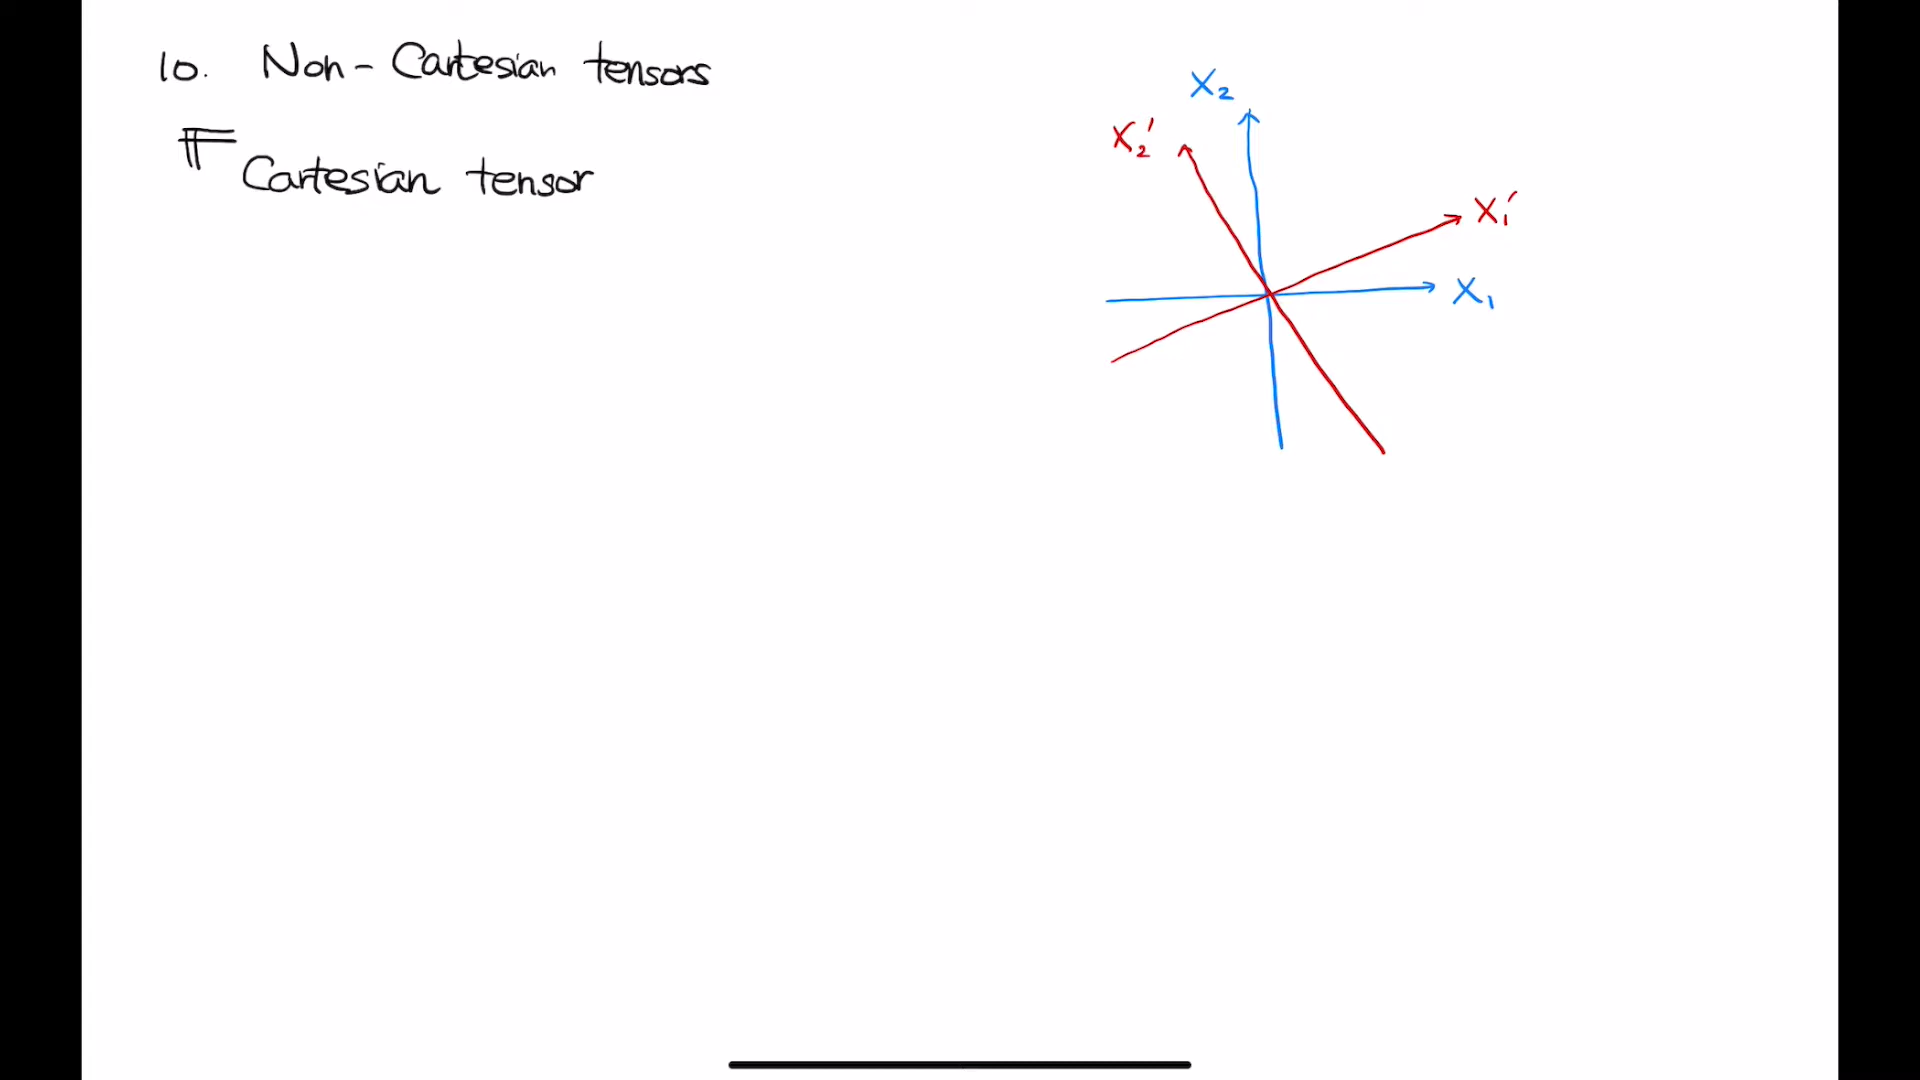 10. Non-Cartesian tensors
Cartesian tensor
X₂
X₂'
X₁'
X₁